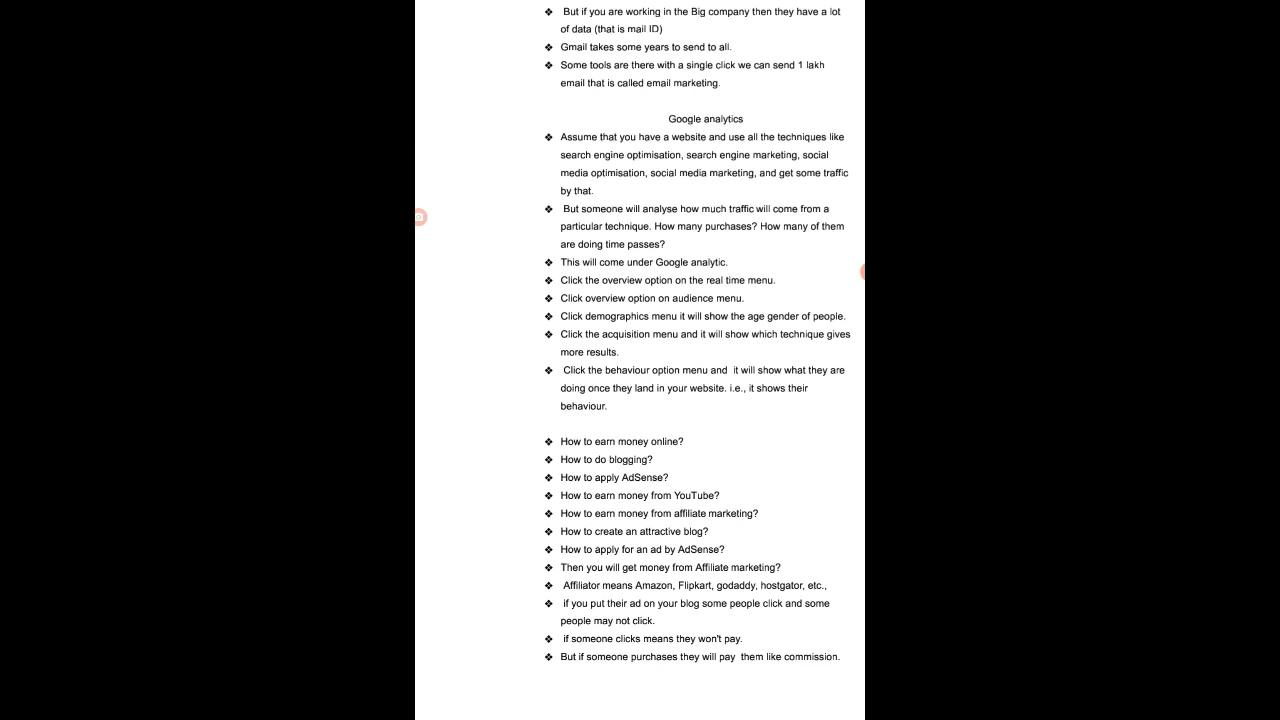 ❖ But if you are working in the Big company then they have a lot
of data (that is mail ID)
❖ Gmail takes some years to send to all.
❖ Some tools are there with a single click we can send 1 lakh
email that is called email marketing.
Google analytics
❖ Assume that you have a website and use all the techniques like
search engine optimisation, search engine marketing, social
media optimisation, social media marketing, and get some traffic
by that.
❖ But someone will analyse how much traffic will come from a
particular technique. How many purchases? How many of them
are doing time passes?
❖ This will come under Google analytic.
❖ Click the overview option on the real time menu.
❖ Click overview option on audience menu.
❖ Click demographics menu it will show the age gender of people.
❖ Click the acquisition menu and it will show which technique gives
more results.
❖ Click the behaviour option menu and it will show what they are
doing once they land in your website. i.e., it shows their
behaviour.
❖ How to earn money online?
❖ How to do blogging?
❖ How to apply AdSense?
❖ How to earn money from YouTube?
❖ How to earn money from affiliate marketing?
❖ How to create an attractive blog?
❖ How to apply for an ad by AdSense?
❖ Then you will get money from Affiliate marketing?
❖ Affiliator means Amazon, Flipkart, godaddy, hostgator, etc.,
❖ if you put their ad on your blog some people click and some
people may not click.
❖ if someone clicks means they won't pay.
❖ But if someone purchases they will pay them like commission.